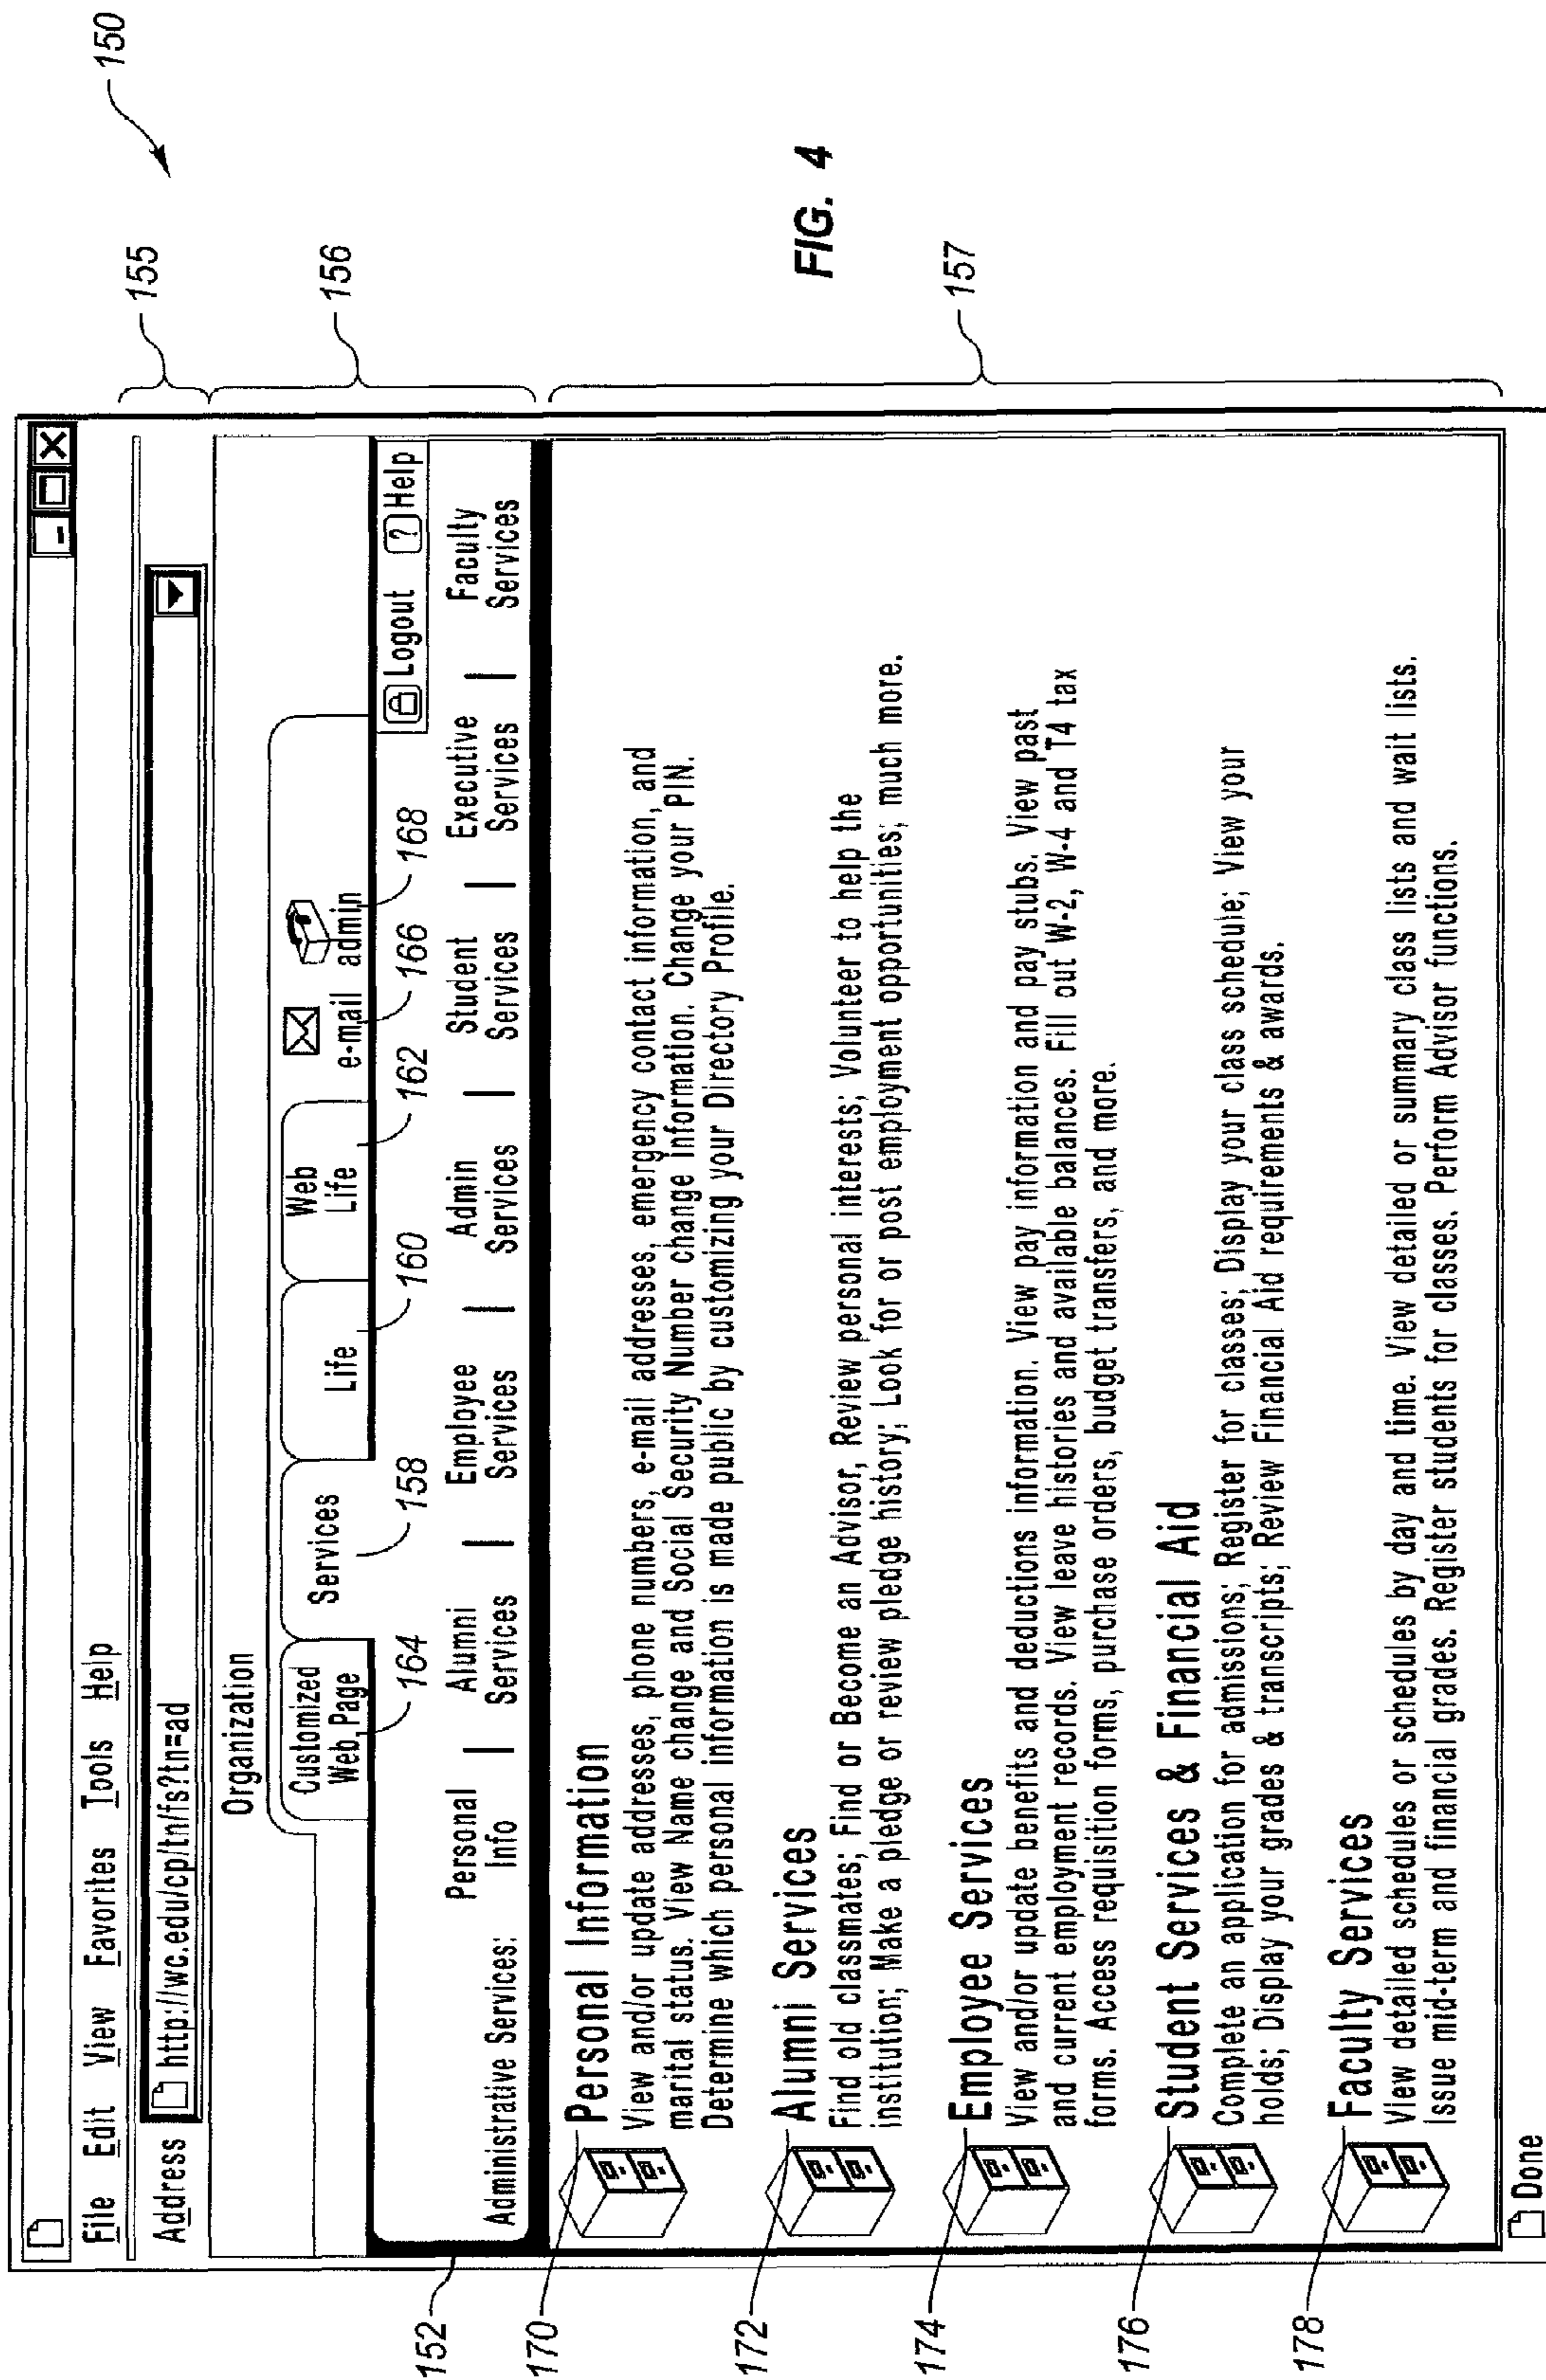 150
155
156
157
FIG. 4
File Edit View Favorites Tools Help
Address http://wc.edu/cp/tn/fs?tn=ad
Organization
Customized Web Page
Services
Life
Web Life
e-mail
admin
164
158
160
162
166
168
Logout ? Help
152
Administrative Services:
Personal Info | Alumni Services | Employee Services | Admin Services | Student Services | Executive Services | Faculty Services
170
Personal Information
View and/or update addresses, phone numbers, e-mail addresses, emergency contact information, and
marital status. View Name change and Social Security Number change information. Change your PIN.
Determine which personal information is made public by customizing your Directory Profile.
172
Alumni Services
Find old classmates; Find or Become an Advisor, Review personal interests; Volunteer to help the
institution; Make a pledge or review pledge history; Look for or post employment opportunities; much more.
174
Employee Services
View and/or update benefits and deductions information. View pay information and pay stubs. View past
and current employment records. View leave histories and available balances. Fill out W-2, W-4 and T4 tax
forms. Access requisition forms, purchase orders, budget transfers, and more.
176
Student Services & Financial Aid
Complete an application for admissions; Register for classes; Display your class schedule; View your
holds; Display your grades & transcripts; Review Financial Aid requirements & awards.
178
Faculty Services
View detailed schedules or schedules by day and time. View detailed or summary class lists and wait lists.
Issue mid-term and financial grades. Register students for classes. Perform Advisor functions.
Done